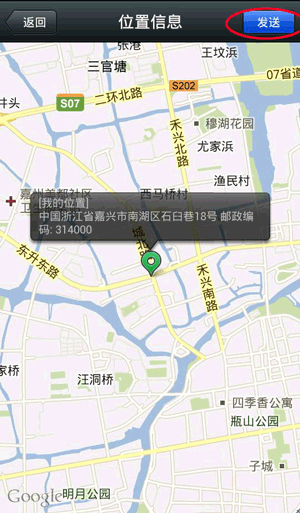 返回
位置信息
发送
张港
王坟浜
三官塘
S202
07省道
二环北路
S07
井头
禾兴北路
穆湖花园
尤家浜
渔民村
嘉州美都社区
西马桥村
[我的位置]
中国浙江省嘉兴市南湖区石臼巷18号 邮政编
码: 314000
城北路
东升东路
禾兴南路
家桥
汪洞桥
四季香公寓
瓶山公园
子城
Google
明月公园